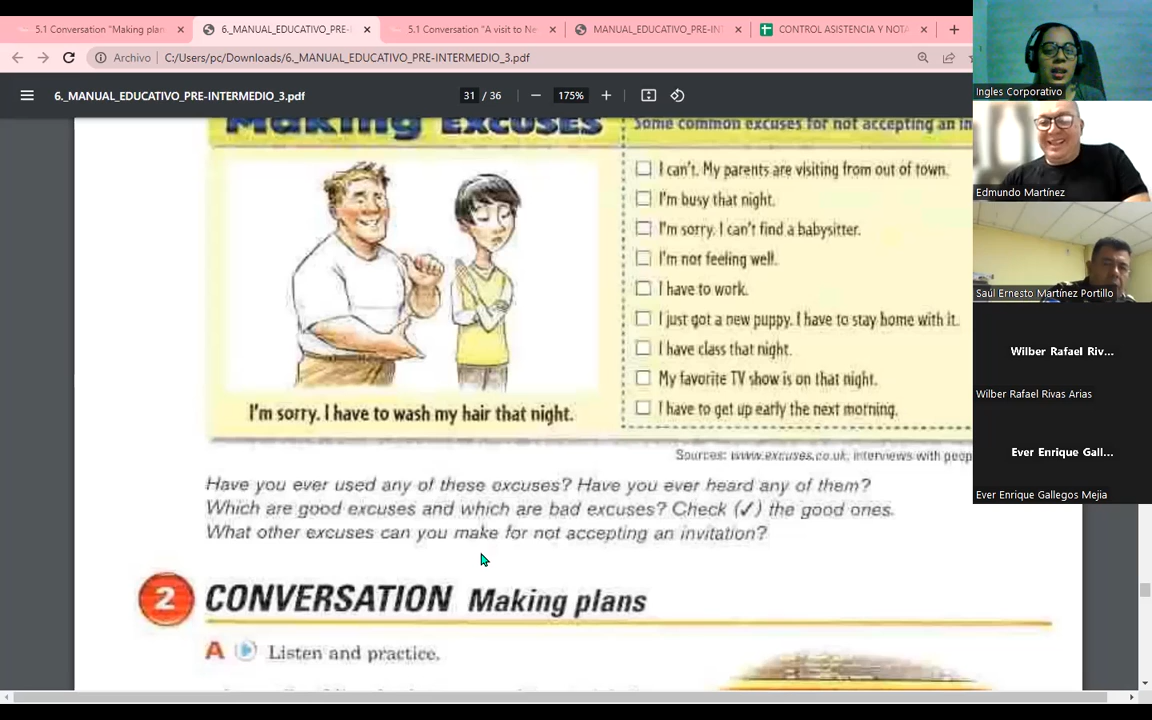 5.1 Conversation "Making plan
6._MANUAL_EDUCATIVO_PRE-I
5.1 Conversation "A visit to Ne
MANUAL_EDUCATIVO_PRE-INT
CONTROL ASISTENCIA Y NOTA
Archivo
C:/Users/pc/Downloads/6._MANUAL_EDUCATIVO_PRE-INTERMEDIO_3.pdf
6._MANUAL_EDUCATIVO_PRE-INTERMEDIO_3.pdf
31 / 36
175%
Making Excuses
Some common excuses for not accepting an in
I can't. My parents are visiting from out of town.
I'm busy that night.
I'm sorry. I can't find a babysitter.
I'm not feeling well.
I have to work.
I just got a new puppy. I have to stay home with it.
I have class that night.
My favorite TV show is on that night.
I have to get up early the next morning.
I'm sorry. I have to wash my hair that night.
Sources: www.excuses.co.uk; interviews with peop
Have you ever used any of these excuses? Have you ever heard any of them?
Which are good excuses and which are bad excuses? Check (✓) the good ones.
What other excuses can you make for not accepting an invitation?
2 CONVERSATION Making plans
A Listen and practice.
Ingles Corporativo
Edmundo Martínez
Saúl Ernesto Martínez Portillo
Wilber Rafael Riv...
Wilber Rafael Rivas Arias
Ever Enrique Gall...
Ever Enrique Gallegos Mejia